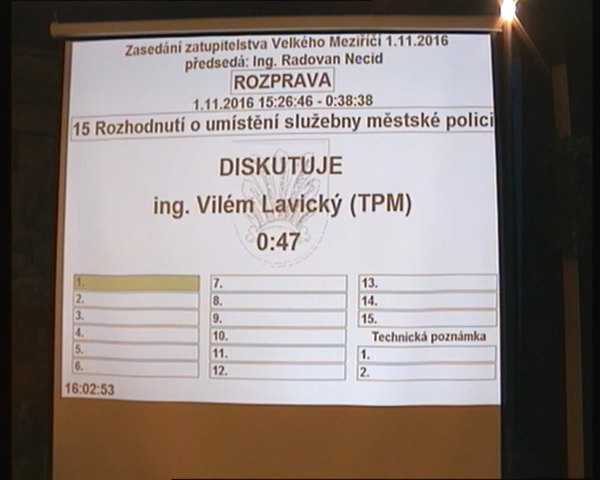 Zasedání zatupitelstva Velkého Meziříčí 1.11.2016
předsedá: Ing. Radovan Necid
ROZPRAVA
1.11.2016 15:26:46 - 0:38:38
15 Rozhodnutí o umístění služebny městské polici
DISKUTUJE
ing. Vilém Lavický (TPM)
0:47
1.
2.
3.
4.
5.
6.
7.
8.
9.
10.
11.
12.
13.
14.
15.
Technická poznámka
1.
2.
16:02:53